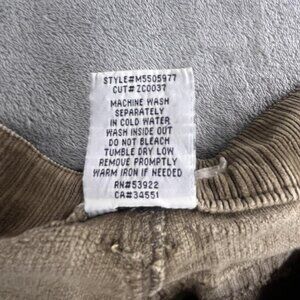 STYLE#M5505977
CUT#ZC0037
MACHINE WASH
SEPARATELY
IN COLD WATER
WASH INSIDE OUT
DO NOT BLEACH
TUMBLE DRY LOW
REMOVE PROMPTLY
WARM IRON IF NEEDED
RN#53922
CA#34551